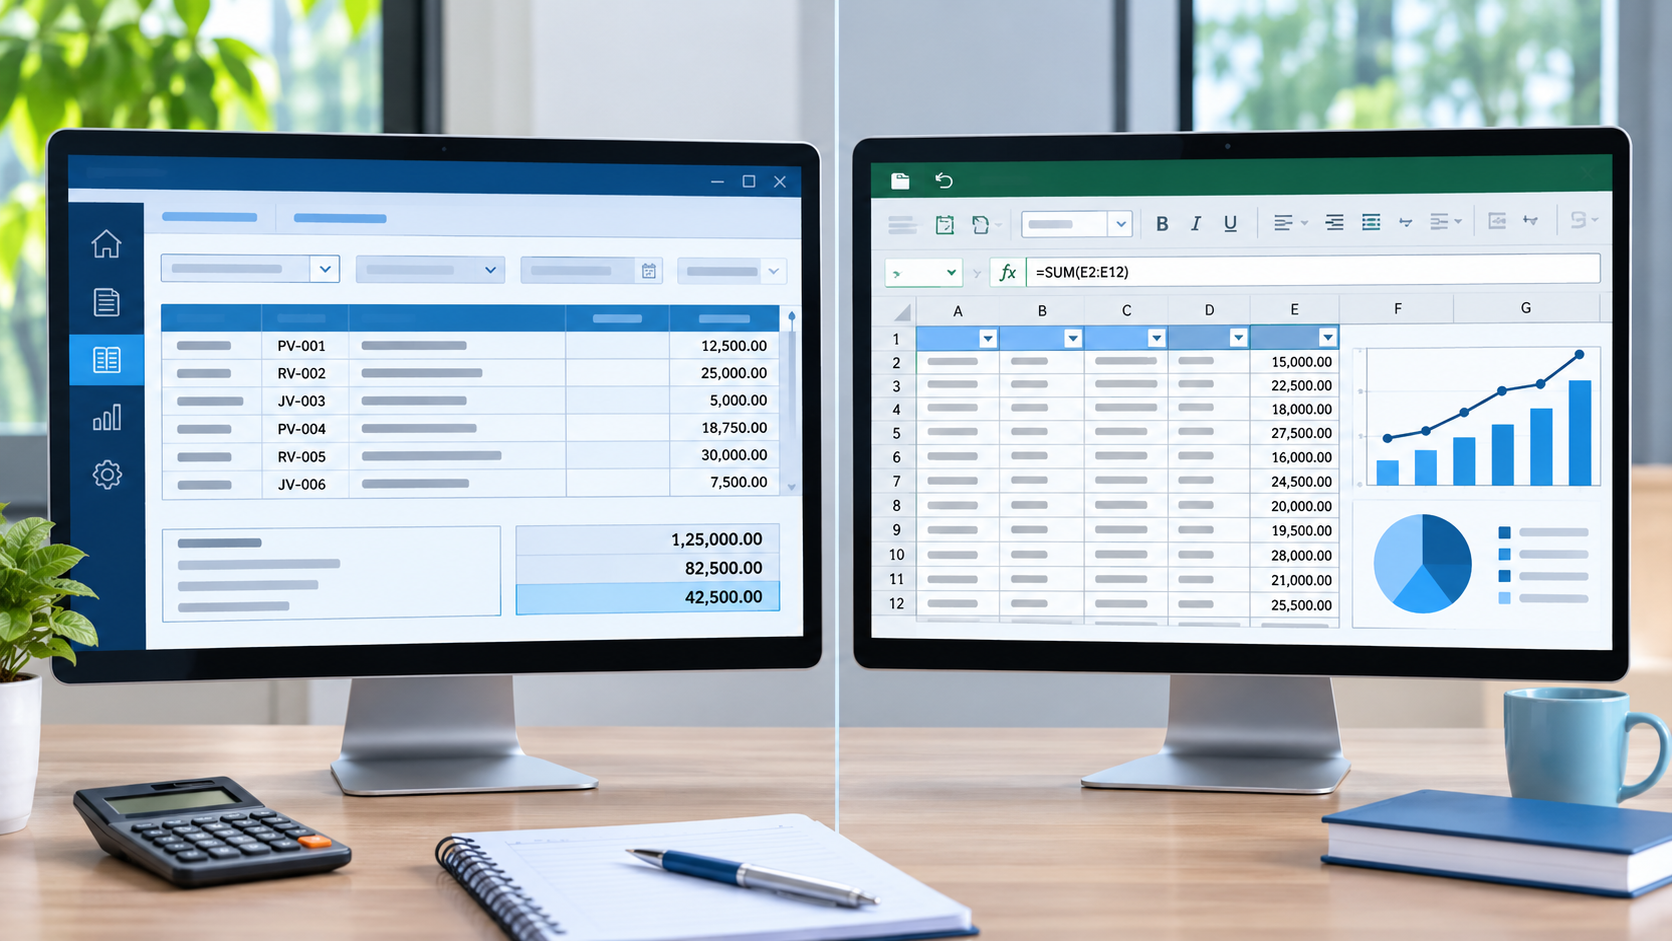 PV-001 12,500.00
RV-002 25,000.00
JV-003 5,000.00
PV-004 18,750.00
RV-005 30,000.00
JV-006 7,500.00
1,25,000.00
82,500.00
42,500.00
B I U
fx =SUM(E2:E12)
A B C D E F G
1
2 15,000.00
3 22,500.00
4 18,000.00
5 27,500.00
6 16,000.00
7 24,500.00
8 20,000.00
9 19,500.00
10 28,000.00
11 21,000.00
12 25,500.00